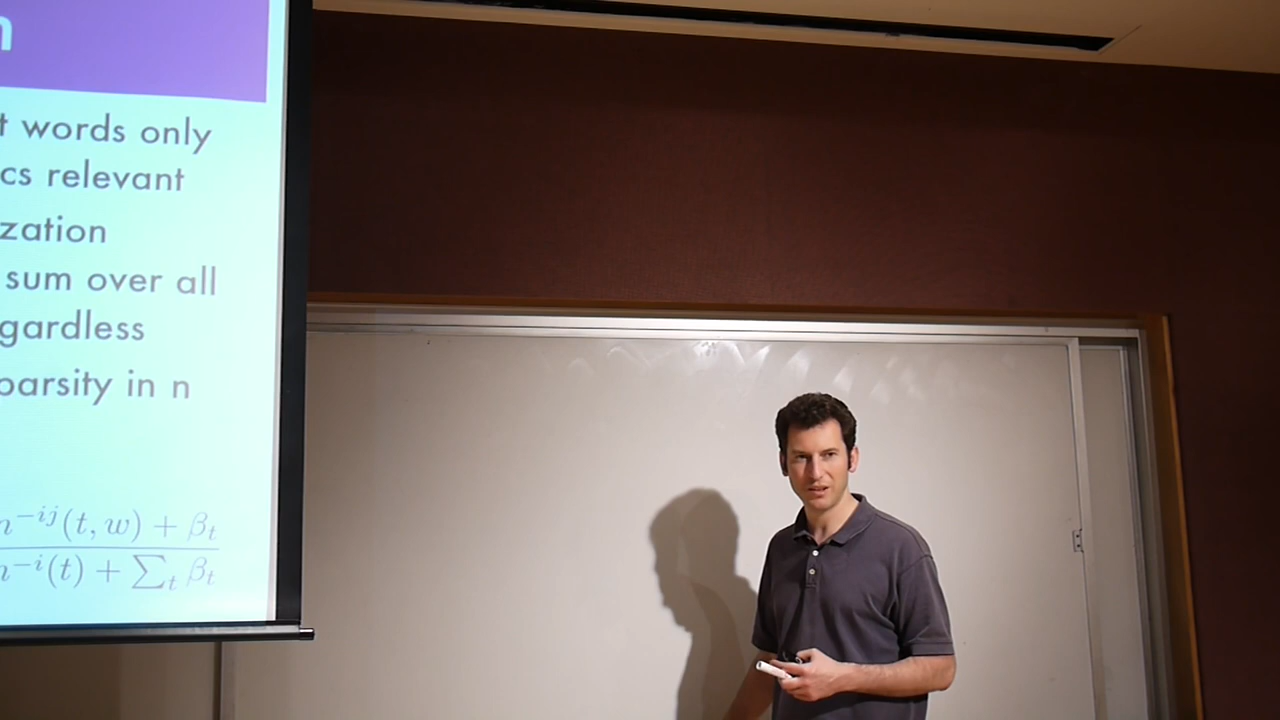 n
t words only
cs relevant
zation
sum over all
gardless
parsity in n
n^{-ij}(t, w) + β_t
n^{-i}(t) + ∑_t β_t